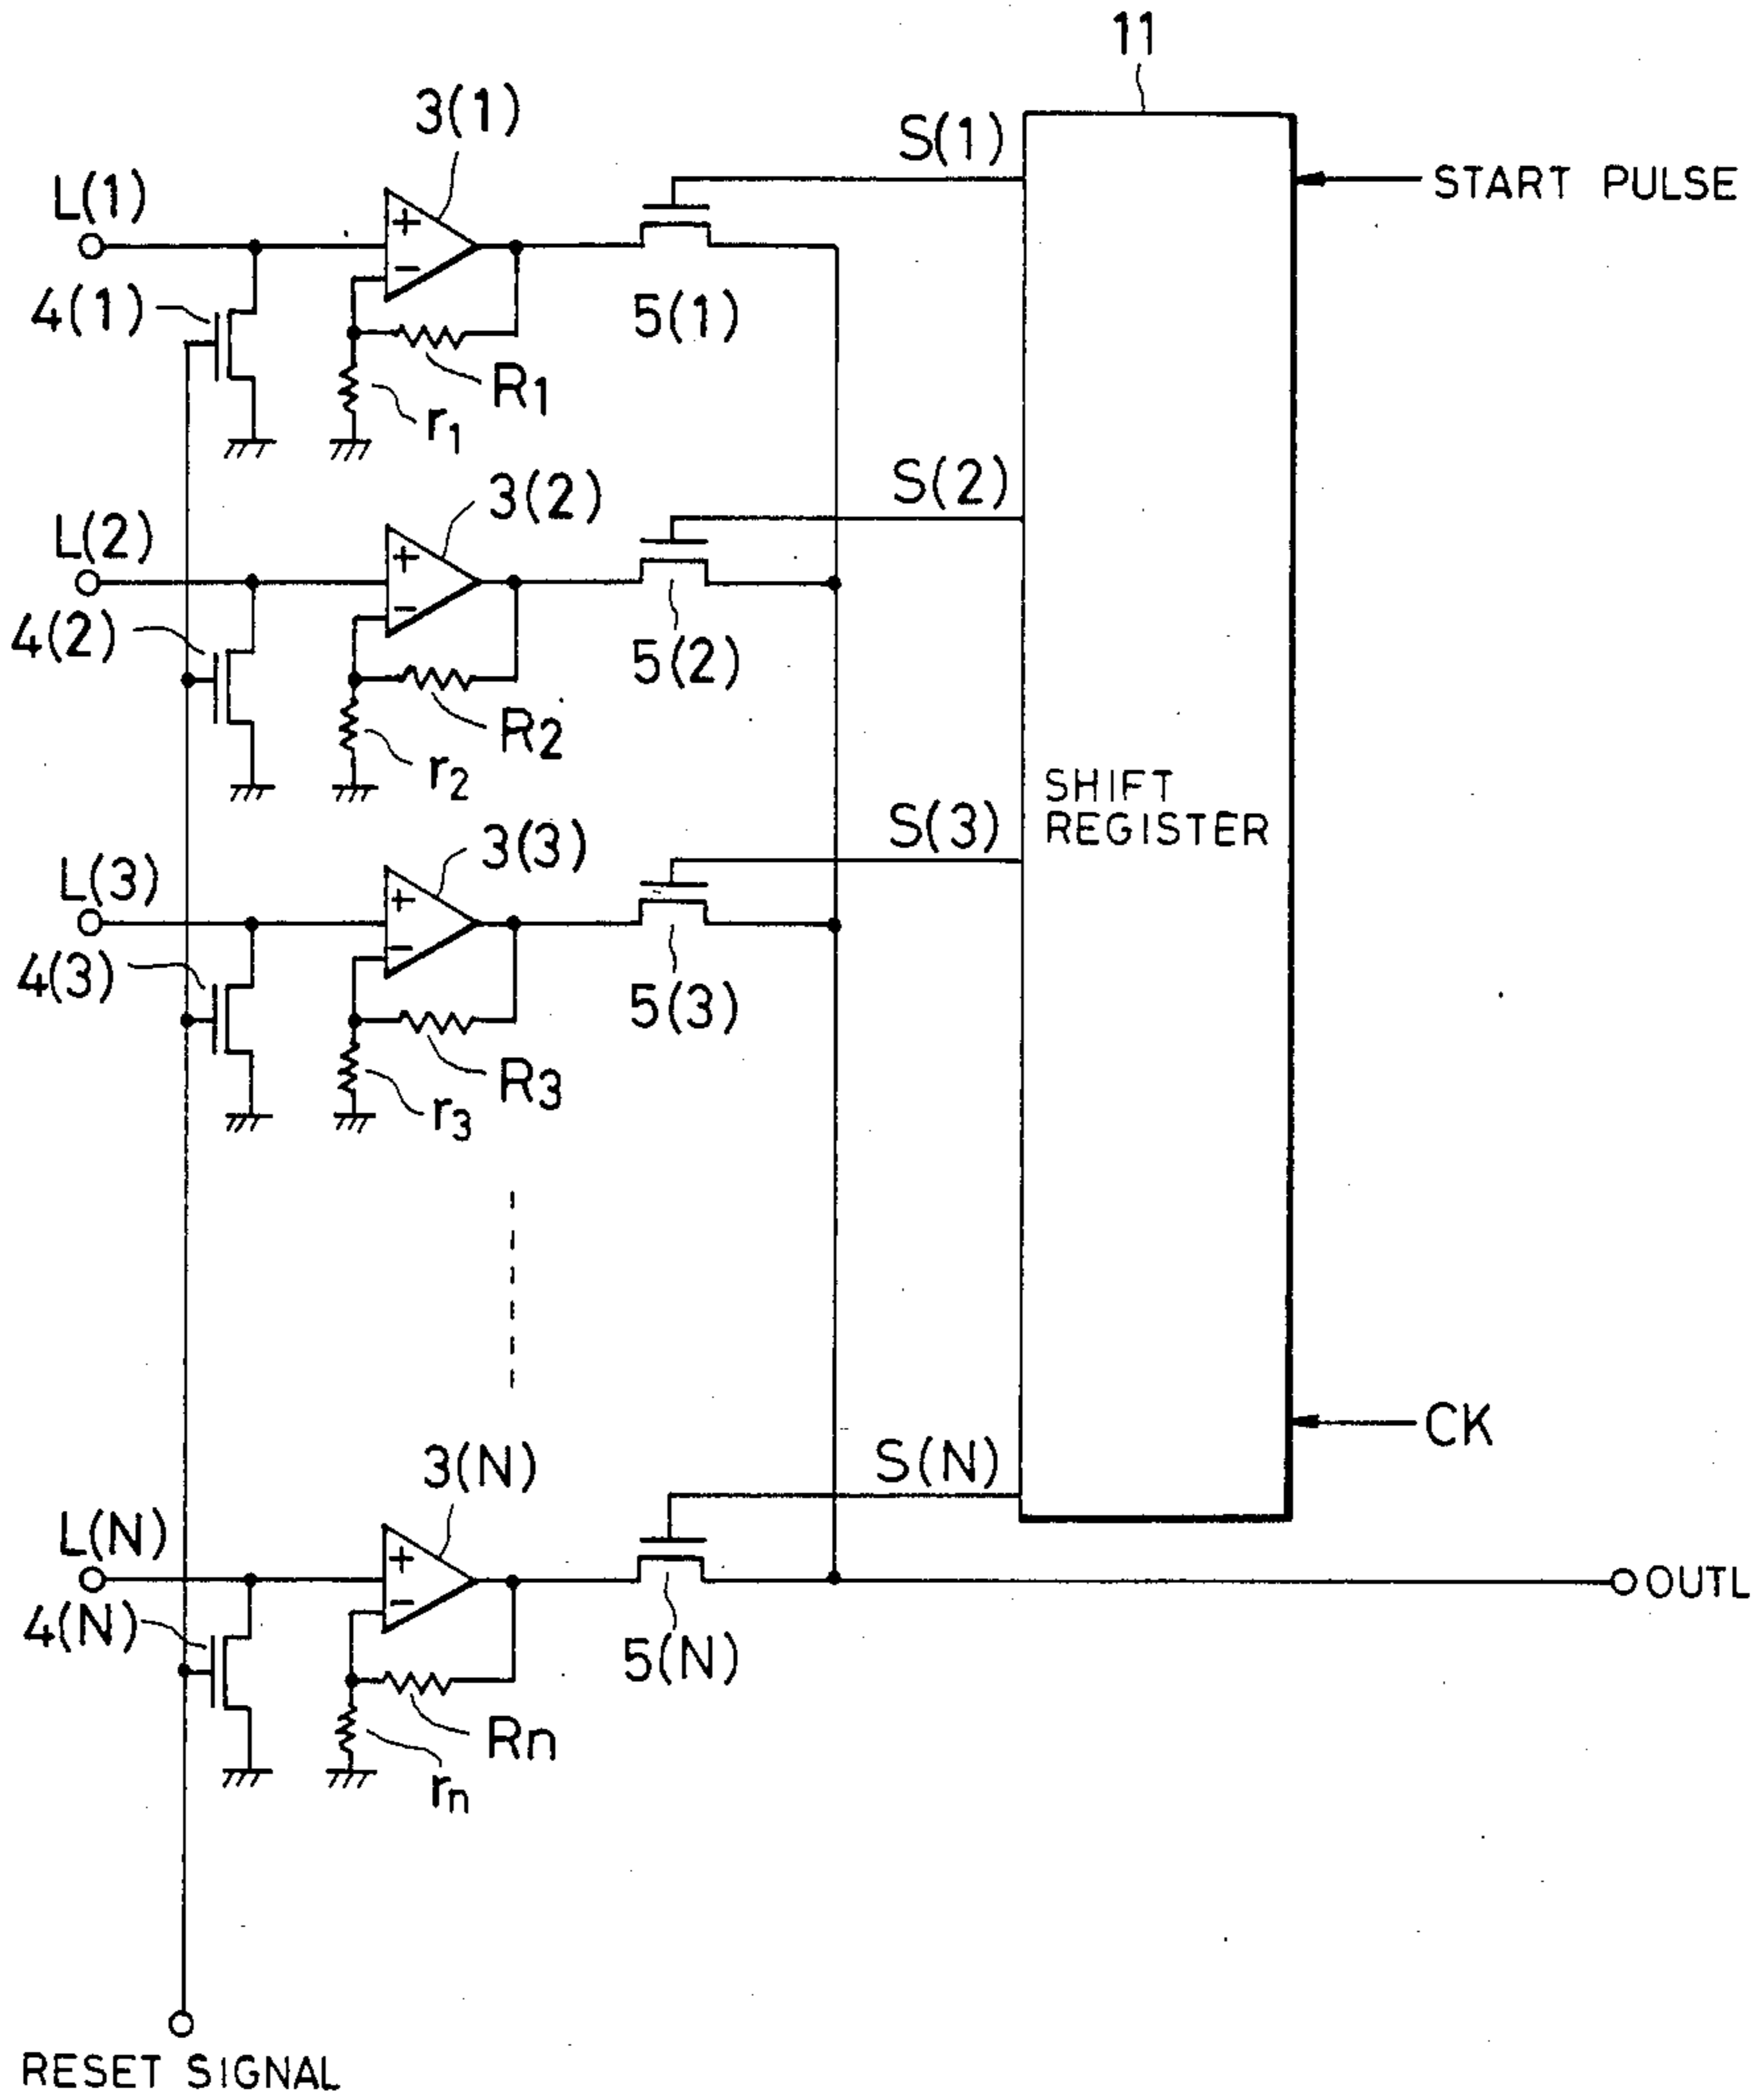 11
3(1)
S(1)
START PULSE
L(1)
+
−
4(1)
5(1)
R1
r1
S(2)
3(2)
L(2)
+
−
4(2)
5(2)
R2
r2
SHIFT
REGISTER
S(3)
3(3)
L(3)
+
−
4(3)
5(3)
R3
r3
CK
S(N)
3(N)
L(N)
+
−
OUTL
4(N)
5(N)
Rn
rn
RESET SIGNAL